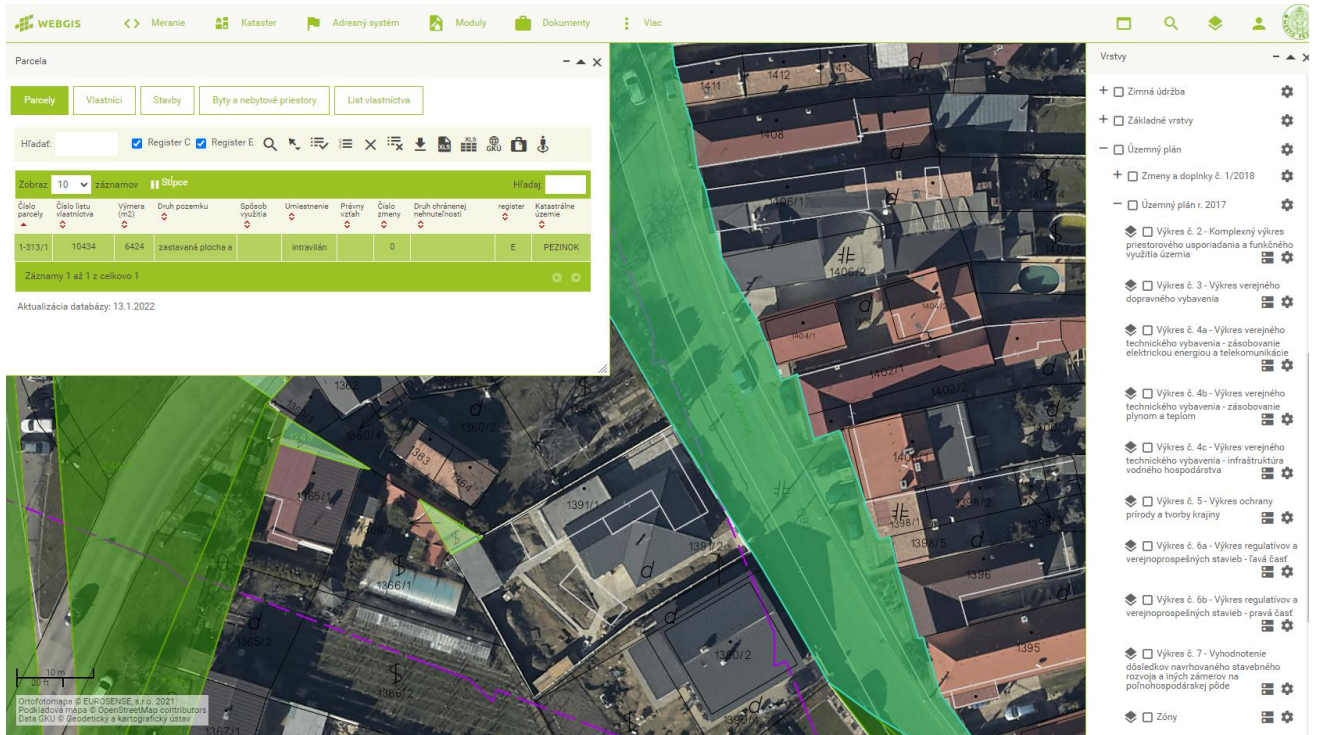 WEBGIS
Meranie
Kataster
Adresný systém
Moduly
Dokumenty
Viac
Parcela
Parcely
Vlastníci
Stavby
Byty a nebytové priestory
List vlastníctva
Hľadať:
Register C
Register E
XLS
XLS
GKÚ
Zobraz 10 záznamov
Stĺpce
Hľadaj:
Číslo parcely
Číslo listu vlastníctva
Výmera (m2)
Druh pozemku
Spôsob využitia
Umiestnenie
Právny vzťah
Číslo zmeny
Druh chránenej nehnuteľnosti
register
Katastrálne územie
1-313/1 10434 6424 zastavaná plocha a intravilán 0 E PEZINOK
Záznamy 1 až 1 z celkovo 1
Aktualizácia databázy: 13.1.2022
1411
1412
1413
1408
1406/2
1404/1
1402/1
1402/2
1398/1
1398/2
1398/5
1396
1395
1362
1360/4
1360/2
1363
1364
1365/1
1391/1
1391/2
1366/1
1365/2
1366/2
1390/2
1390/4
1367/1
10 m
20 ft
Ortofotomapa © EUROSENSE, s.r.o. 2021
Podkladová mapa © OpenStreetMap contributors
Data GKÚ © Geodetický a kartografický ústav
Vrstvy
Zimná údržba
Základné vrstvy
Územný plán
Zmeny a doplnky č. 1/2018
Územný plán r. 2017
Výkres č. 2 - Komplexný výkres
priestorového usporiadania a funkčného
využitia územia
Výkres č. 3 - Výkres verejného
dopravného vybavenia
Výkres č. 4a - Výkres verejného
technického vybavenia - zásobovanie
elektrickou energiou a telekomunikácie
Výkres č. 4b - Výkres verejného
technického vybavenia - zásobovanie
plynom a teplom
Výkres č. 4c - Výkres verejného
technického vybavenia - infraštruktúra
vodného hospodárstva
Výkres č. 5 - Výkres ochrany
prírody a tvorby krajiny
Výkres č. 6a - Výkres regulatívov a
verejnoprospešných stavieb - ľavá časť
Výkres č. 6b - Výkres regulatívov a
verejnoprospešných stavieb - pravá časť
Výkres č. 7 - Vyhodnotenie
dôsledkov navrhovaného stavebného
rozvoja a iných zámerov na
poľnohospodárskej pôde
Zóny